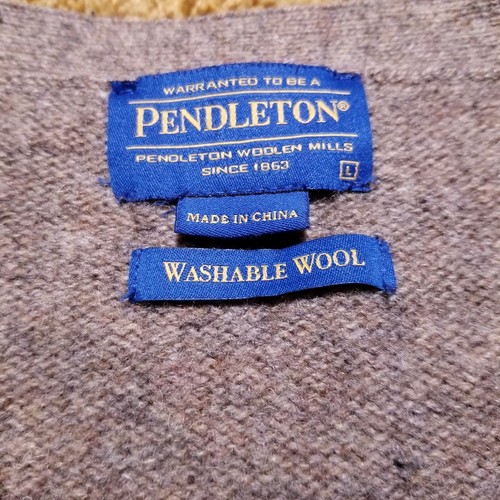 WARRANTED TO BE A
PENDLETON®
PENDLETON WOOLEN MILLS
SINCE 1863
L
MADE IN CHINA
WASHABLE WOOL